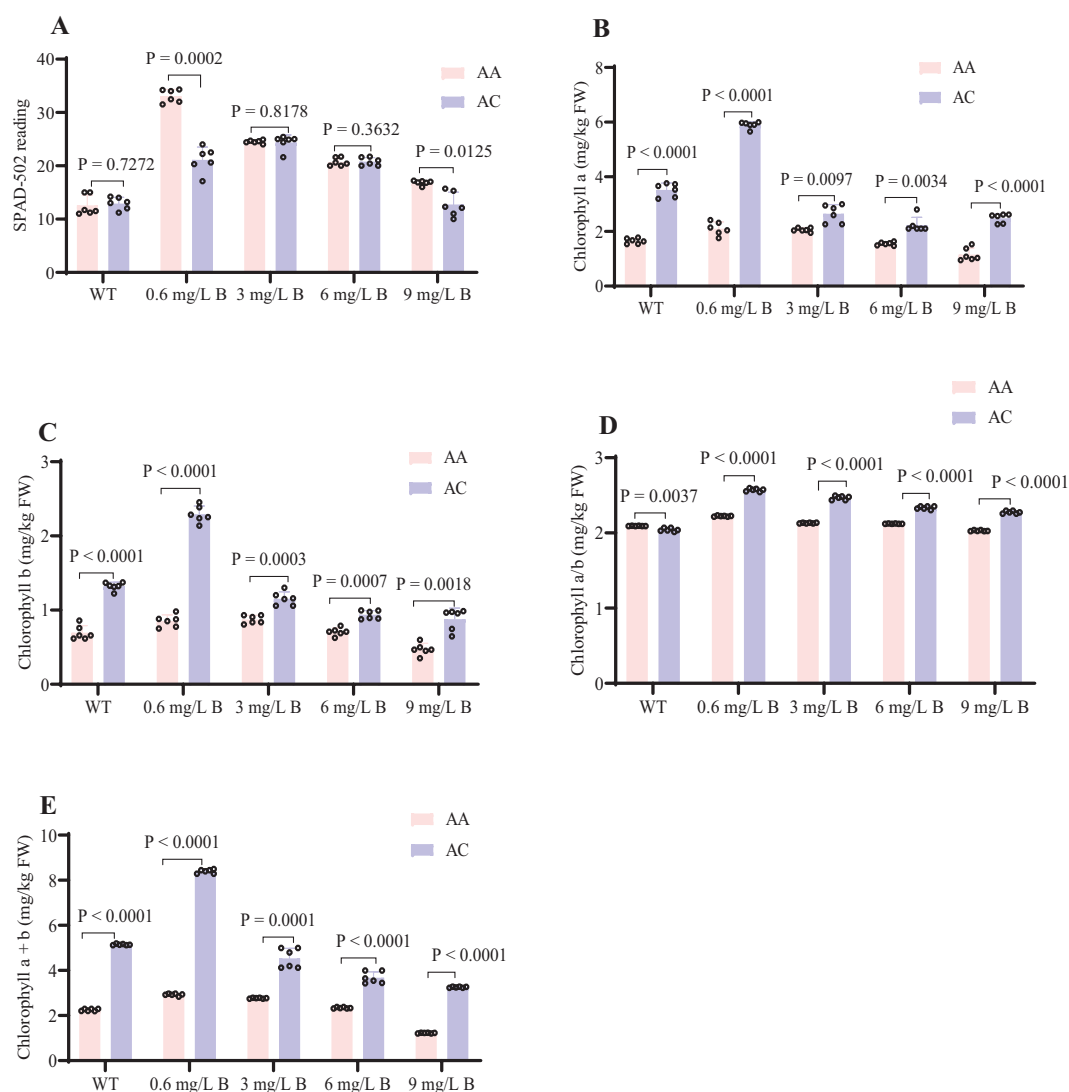 A
SPAD-502 reading
40
30
20
10
0
P = 0.7272
P = 0.0002
P = 0.8178
P = 0.3632
P = 0.0125
AA
AC
WT
0.6 mg/L B
3 mg/L B
6 mg/L B
9 mg/L B
B
Chlorophyll a (mg/kg FW)
8
6
4
2
0
P < 0.0001
P < 0.0001
P = 0.0097
P = 0.0034
P < 0.0001
AA
AC
WT
0.6 mg/L B
3 mg/L B
6 mg/L B
9 mg/L B
C
Chlorophyll b (mg/kg FW)
3
2
1
0
P < 0.0001
P < 0.0001
P = 0.0003
P = 0.0007
P = 0.0018
AA
AC
WT
0.6 mg/L B
3 mg/L B
6 mg/L B
9 mg/L B
D
Chlorophyll a/b (mg/kg FW)
3
2
1
0
P = 0.0037
P < 0.0001
P < 0.0001
P < 0.0001
P < 0.0001
AA
AC
WT
0.6 mg/L B
3 mg/L B
6 mg/L B
9 mg/L B
E
Chlorophyll a + b (mg/kg FW)
10
8
6
4
2
0
P < 0.0001
P < 0.0001
P = 0.0001
P < 0.0001
P < 0.0001
AA
AC
WT
0.6 mg/L B
3 mg/L B
6 mg/L B
9 mg/L B